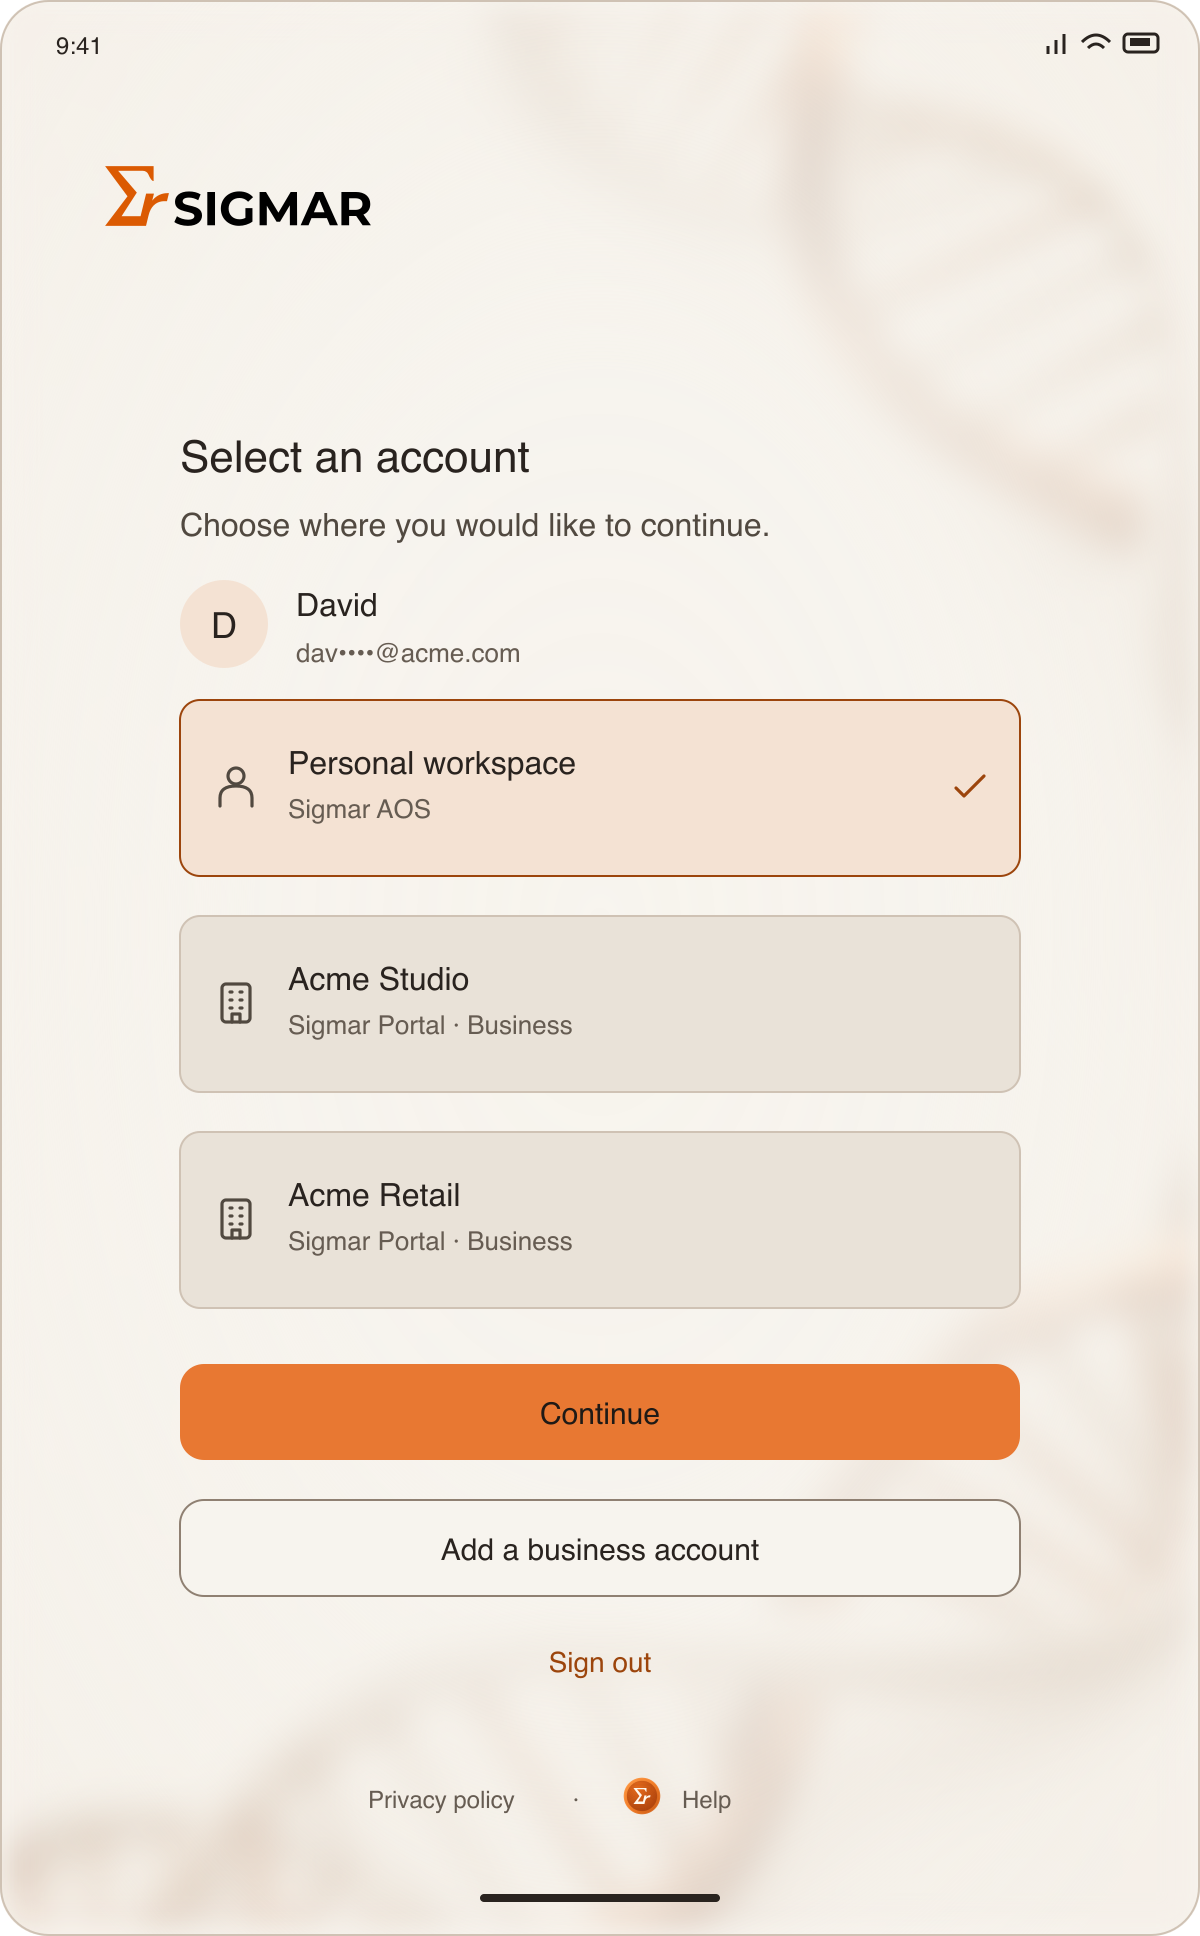 9:41
Σr SIGMAR
Select an account
Choose where you would like to continue.
D
David
dav••••@acme.com
Personal workspace
Sigmar AOS
Acme Studio
Sigmar Portal · Business
Acme Retail
Sigmar Portal · Business
Continue
Add a business account
Sign out
Privacy policy · Σr Help